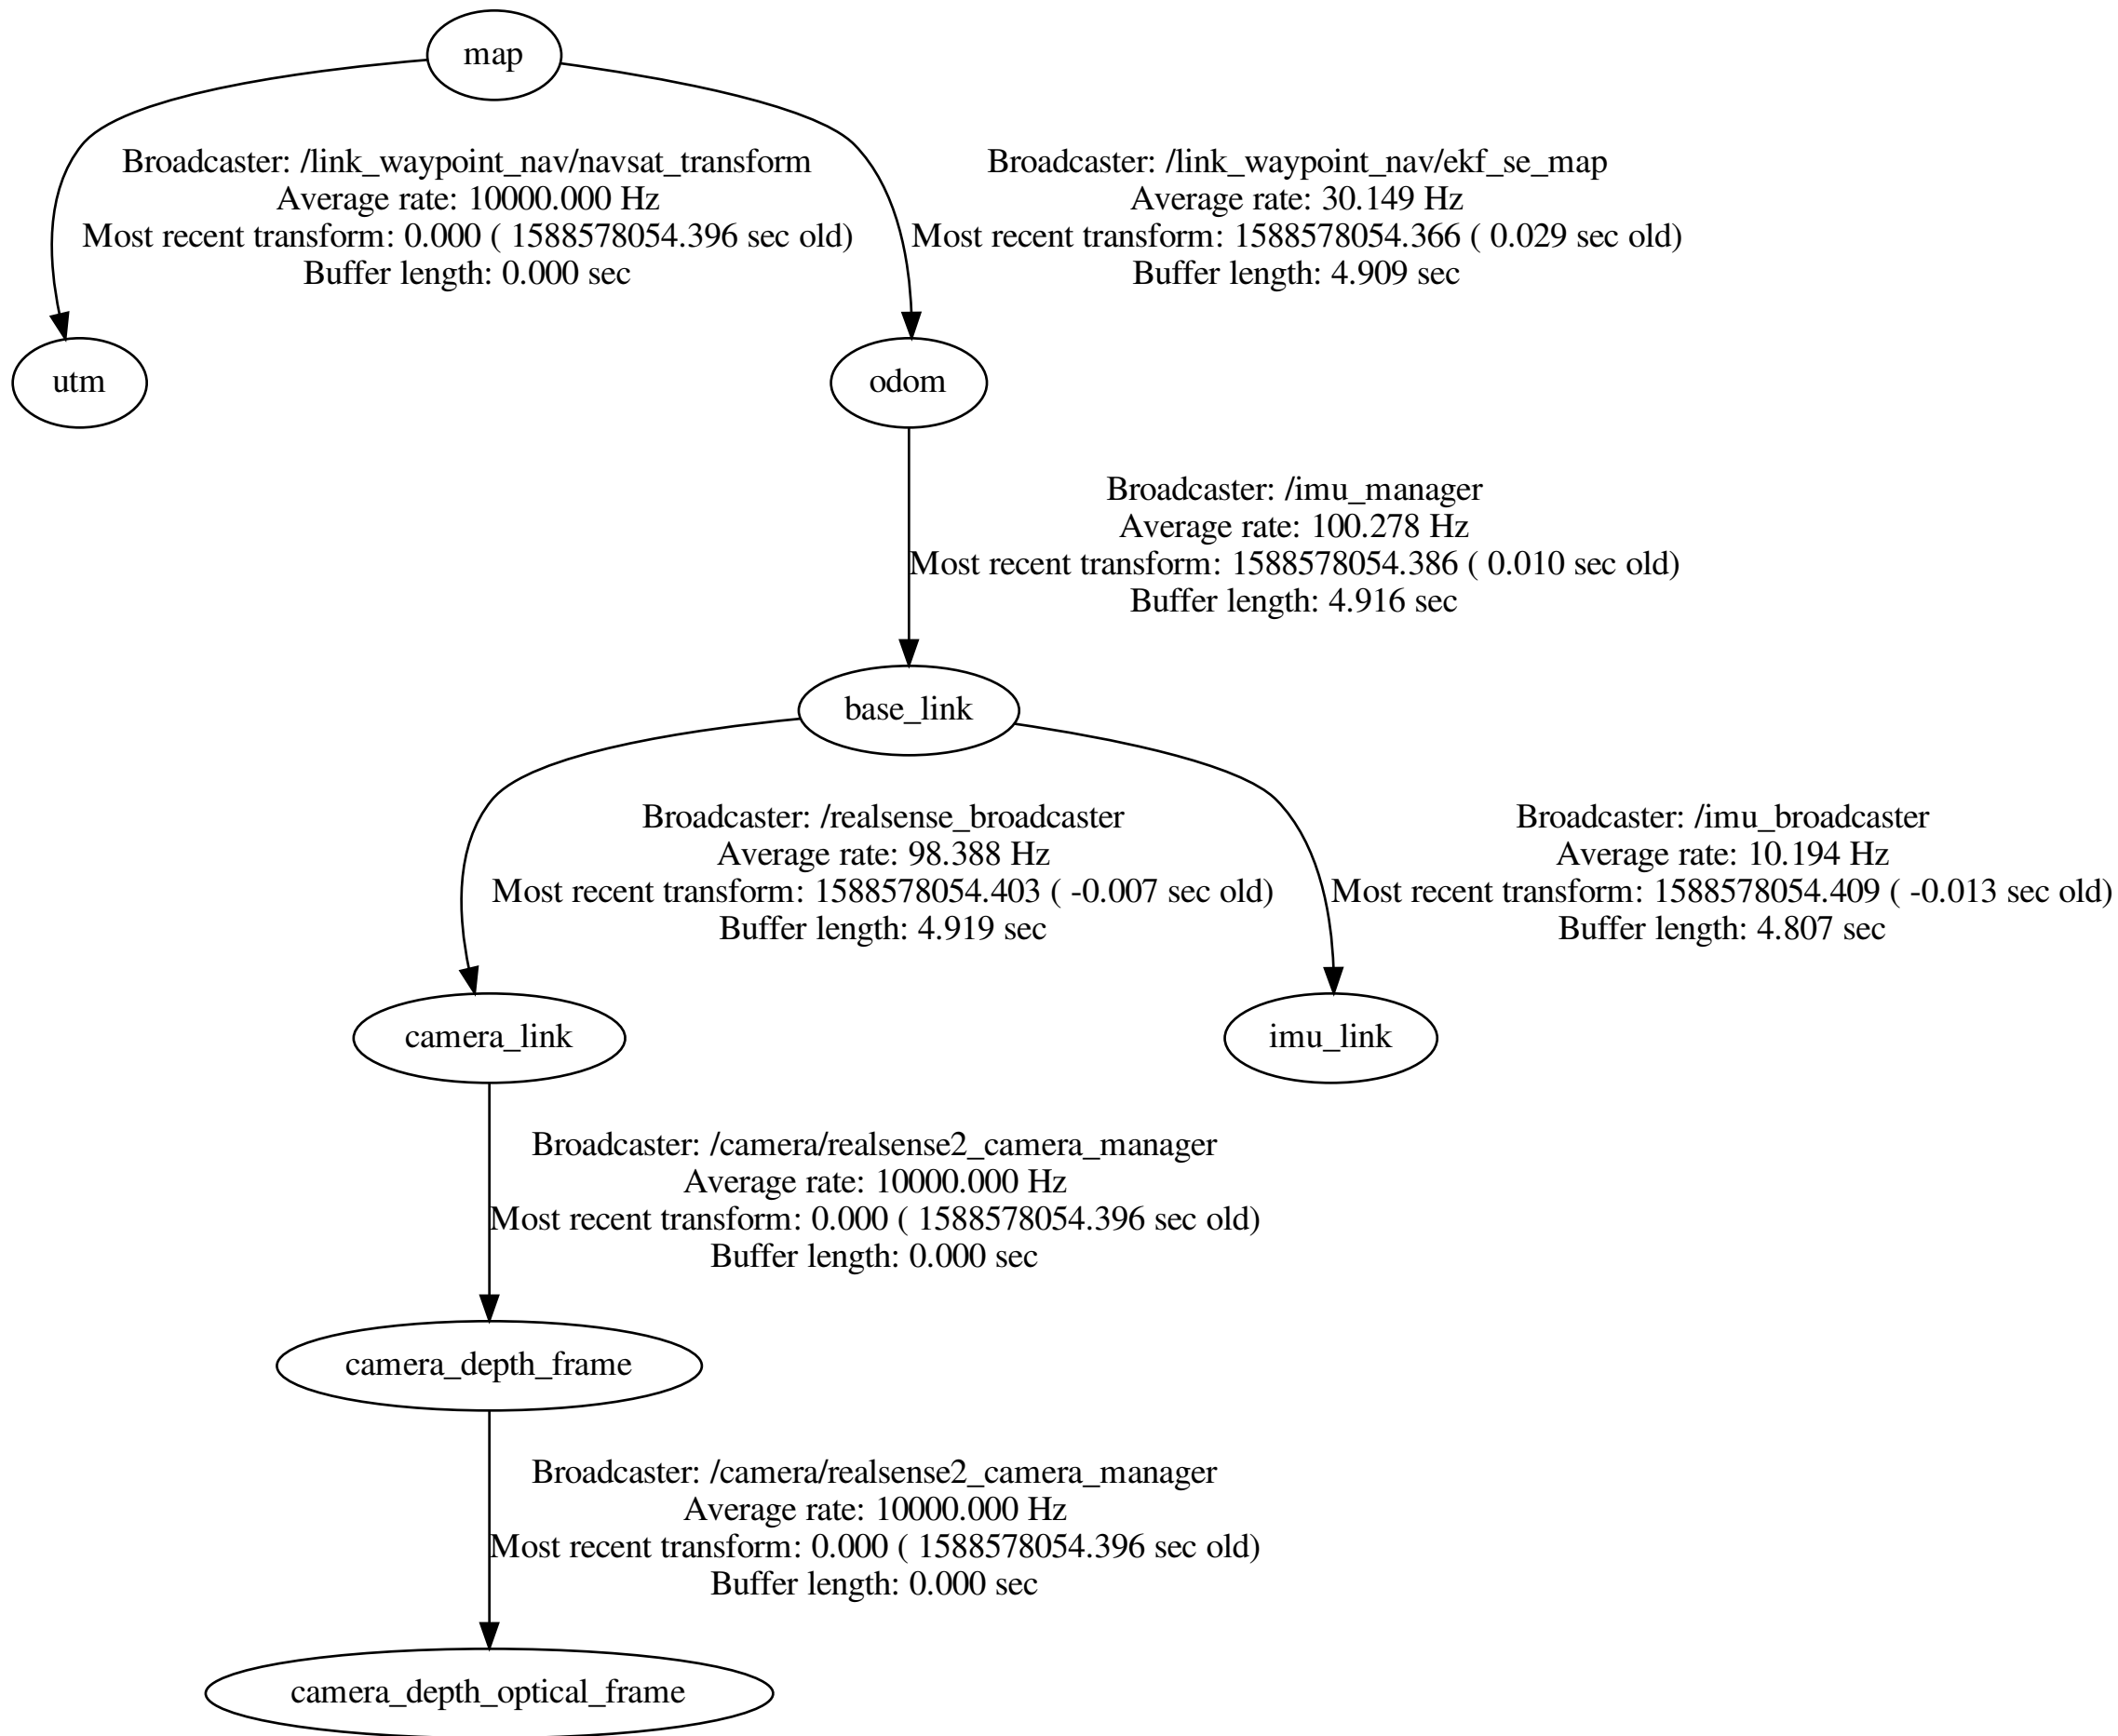 map
Broadcaster: /link_waypoint_nav/navsat_transform
Average rate: 10000.000 Hz
Most recent transform: 0.000 ( 1588578054.396 sec old)
Buffer length: 0.000 sec
Broadcaster: /link_waypoint_nav/ekf_se_map
Average rate: 30.149 Hz
Most recent transform: 1588578054.366 ( 0.029 sec old)
Buffer length: 4.909 sec
utm
odom
Broadcaster: /imu_manager
Average rate: 100.278 Hz
Most recent transform: 1588578054.386 ( 0.010 sec old)
Buffer length: 4.916 sec
base_link
Broadcaster: /realsense_broadcaster
Average rate: 98.388 Hz
Most recent transform: 1588578054.403 ( -0.007 sec old)
Buffer length: 4.919 sec
Broadcaster: /imu_broadcaster
Average rate: 10.194 Hz
Most recent transform: 1588578054.409 ( -0.013 sec old)
Buffer length: 4.807 sec
camera_link
imu_link
Broadcaster: /camera/realsense2_camera_manager
Average rate: 10000.000 Hz
Most recent transform: 0.000 ( 1588578054.396 sec old)
Buffer length: 0.000 sec
camera_depth_frame
Broadcaster: /camera/realsense2_camera_manager
Average rate: 10000.000 Hz
Most recent transform: 0.000 ( 1588578054.396 sec old)
Buffer length: 0.000 sec
camera_depth_optical_frame